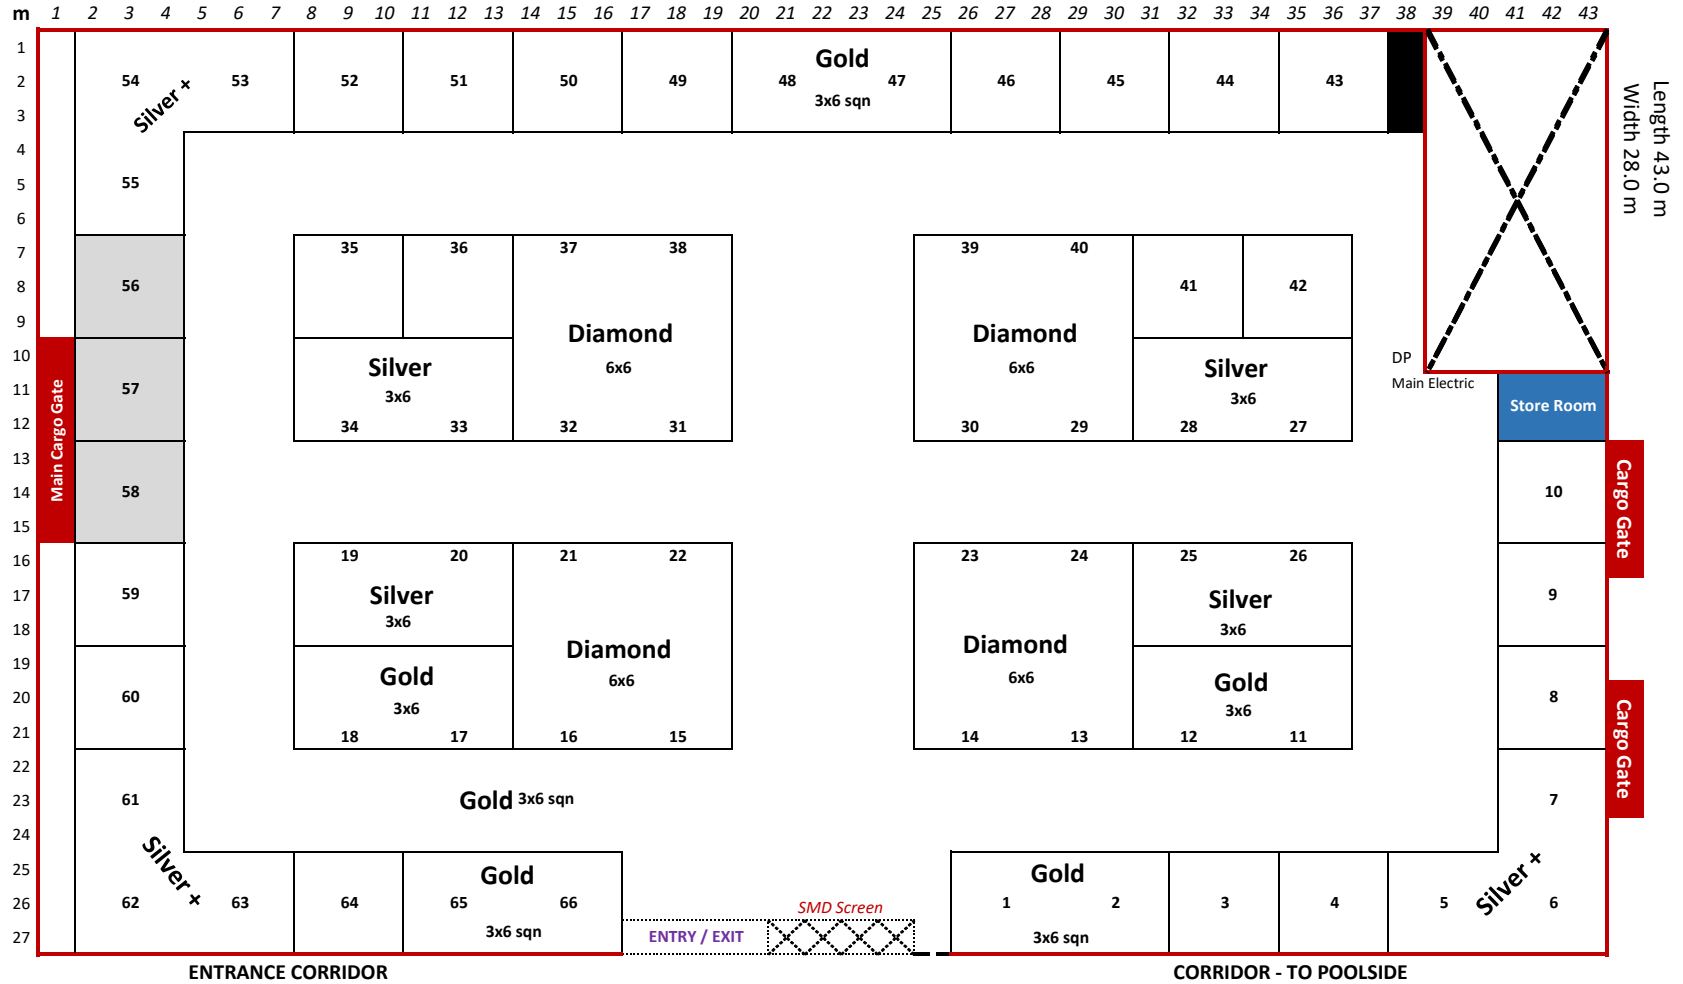 m 1 2 3 4 5 6 7 8 9 10 11 12 13 14 15 16 17 18 19 20 21 22 23 24 25 26 27 28 29 30 31 32 33 34 35 36 37 38 39 40 41 42 43
1
Gold
2 54 53 52 51 50 49 48 47 46 45 44 43
Silver +
3x6 sqn
3
Length 43.0 m
Width 28.0 m
4
5 55
6
7 35 36 37 38 39 40
8 56 41 42
9
Diamond Diamond
10 DP
Silver 6x6 6x6 Silver
11 57 Main Electric
3x6 3x6
Store Room
12 34 33 32 31 30 29 28 27
Main Cargo Gate
13
14 58 10
Cargo Gate
15
16 19 20 21 22 23 24 25 26
17 59 9
Silver Silver
18 3x6 3x6
19
Diamond Diamond
20 60 8
Gold 6x6 6x6 Gold
3x6 3x6
21 18 17 16 15 14 13 12 11
Cargo Gate
22
23 61 Gold 3x6 sqn 7
24
Silver + Silver +
25 Gold Gold
26 62 63 64 65 66 SMD Screen 1 2 3 4 5 6
3x6 sqn 3x6 sqn
27 ENTRY / EXIT
ENTRANCE CORRIDOR CORRIDOR - TO POOLSIDE